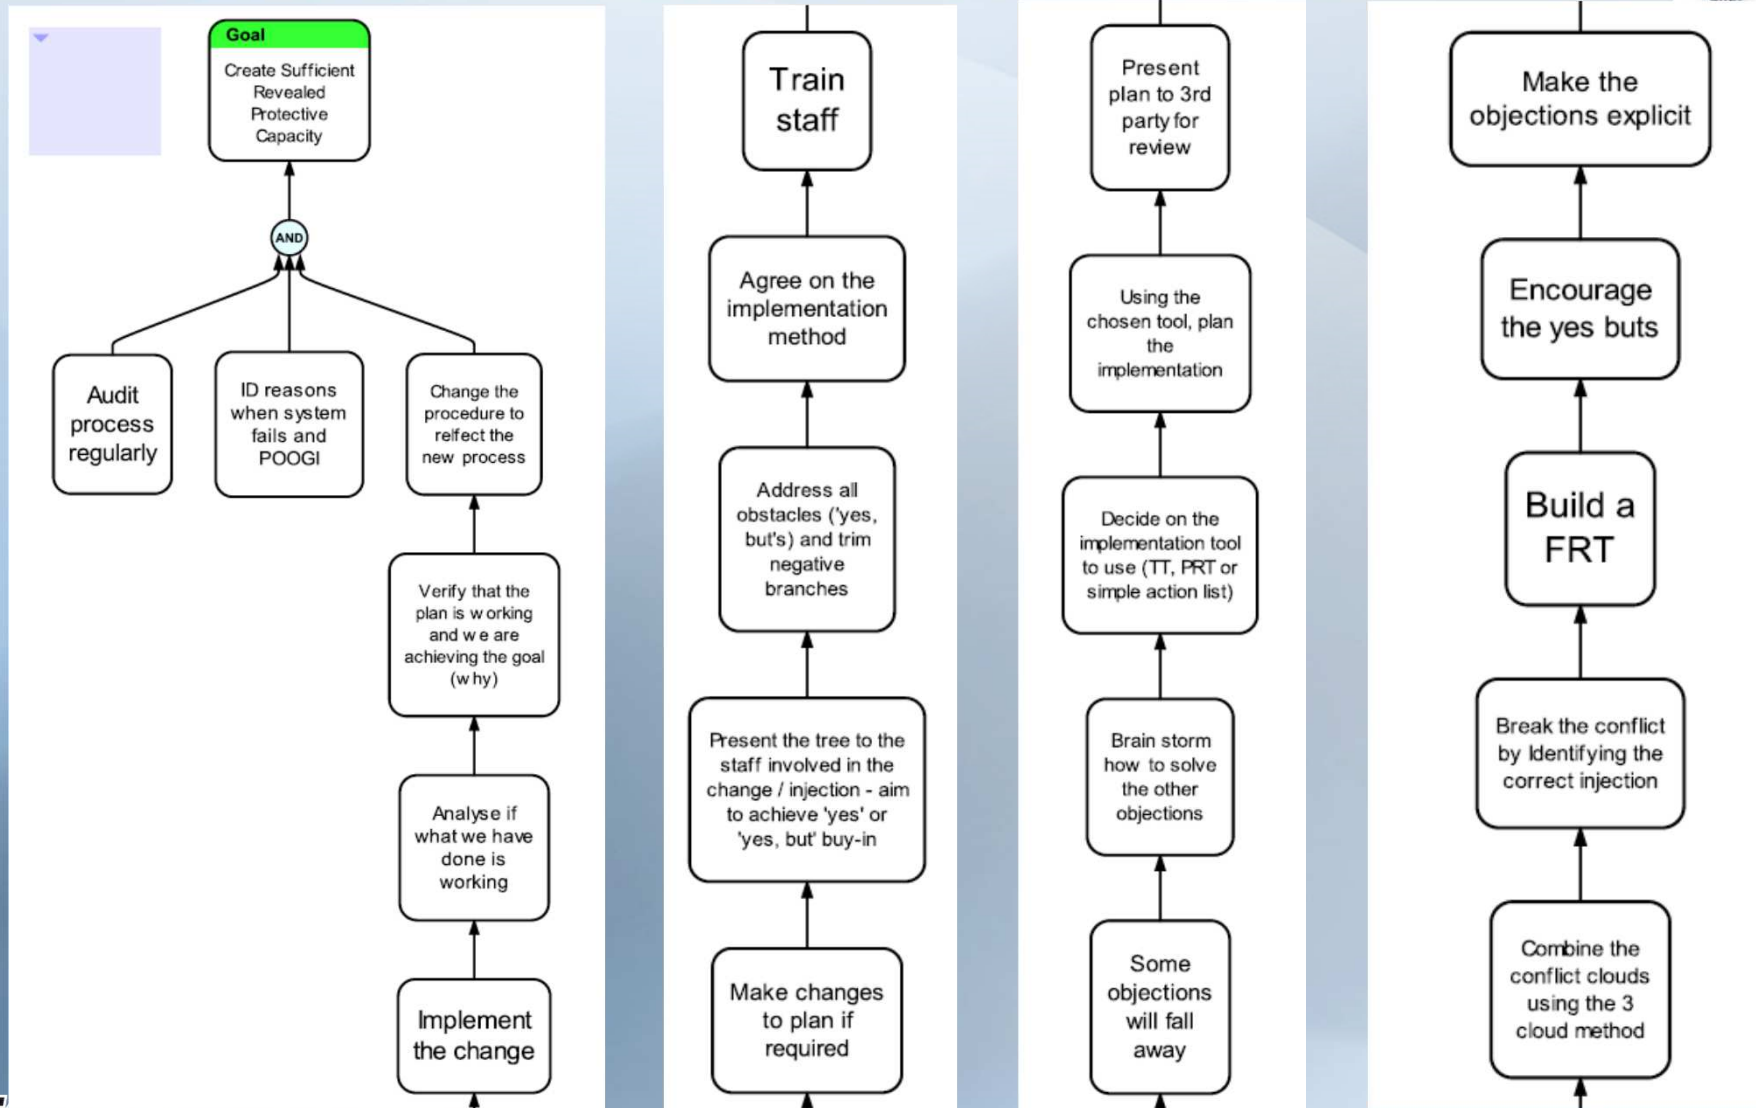 Goal
Create Sufficient
Revealed
Protective
Capacity
AND
Audit
process
regularly
ID reasons
when system
fails and
POOGI
Change the
procedure to
relfect the
new process
Verify that the
plan is working
and we are
achieving the goal
(why)
Analyse if
what we have
done is
working
Implement
the change
Train
staff
Agree on the
implementation
method
Address all
obstacles ('yes,
but's) and trim
negative
branches
Present the tree to the
staff involved in the
change / injection - aim
to achieve 'yes' or
'yes, but' buy-in
Make changes
to plan if
required
Present
plan to 3rd
party for
review
Using the
chosen tool, plan
the
implementation
Decide on the
implementation tool
to use (TT, PRT or
simple action list)
Brain storm
how to solve
the other
objections
Some
objections
will fall
away
Make the
objections explicit
Encourage
the yes buts
Build a
FRT
Break the conflict
by Identifying the
correct injection
Combine the
conflict clouds
using the 3
cloud method